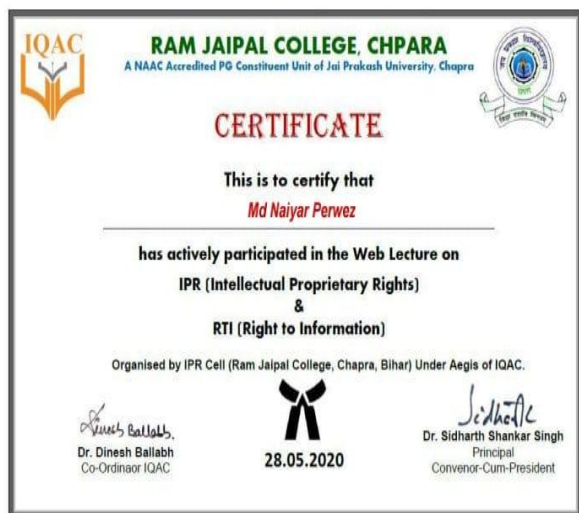 IQAC
RAM JAIPAL COLLEGE, CHPARA
A NAAC Accredited PG Constituent Unit of Jai Prakash University, Chapra
CERTIFICATE
This is to certify that
Md Naiyar Perwez
has actively participated in the Web Lecture on
IPR (Intellectual Proprietary Rights)
&
RTI (Right to Information)
Organised by IPR Cell (Ram Jaipal College, Chapra, Bihar) Under Aegis of IQAC.
Dinesh Ballabh.
Dr. Dinesh Ballabh
Co-Ordinaor IQAC
28.05.2020
Dr. Sidharth Shankar Singh
Principal
Convenor-Cum-President